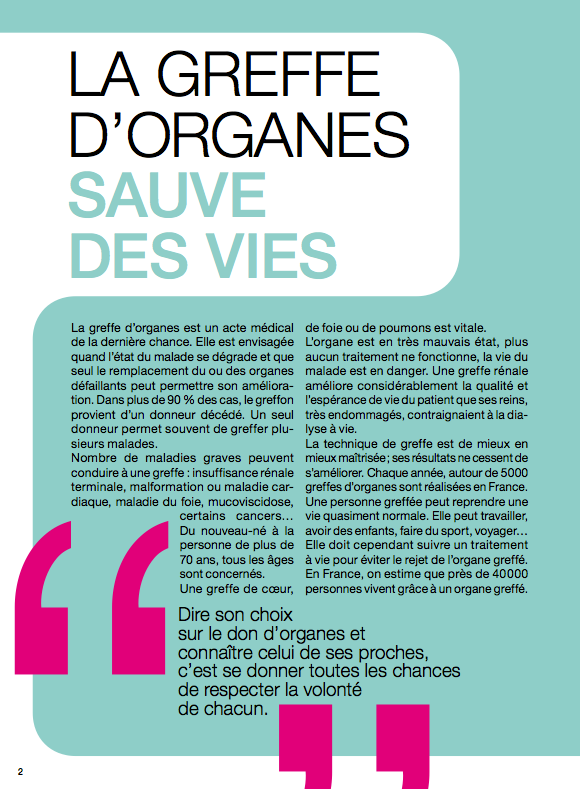 LA GREFFE
D’ORGANES
SAUVE
DES VIES
La greffe d’organes est un acte médical
de la dernière chance. Elle est envisagée
quand l’état du malade se dégrade et que
seul le remplacement du ou des organes
défaillants peut permettre son améliora-
tion. Dans plus de 90 % des cas, le greffon
provient d’un donneur décédé. Un seul
donneur permet souvent de greffer plu-
sieurs malades.
Nombre de maladies graves peuvent
conduire à une greffe : insuffisance rénale
terminale, malformation ou maladie car-
diaque, maladie du foie, mucoviscidose,
certains cancers…
Du nouveau-né à la
personne de plus de
70 ans, tous les âges
sont concernés.
Une greffe de cœur,
de foie ou de poumons est vitale.
L’organe est en très mauvais état, plus
aucun traitement ne fonctionne, la vie du
malade est en danger. Une greffe rénale
améliore considérablement la qualité et
l’espérance de vie du patient que ses reins,
très endommagés, contraignaient à la dia-
lyse à vie.
La technique de greffe est de mieux en
mieux maîtrisée ; ses résultats ne cessent de
s’améliorer. Chaque année, autour de 5000
greffes d’organes sont réalisées en France.
Une personne greffée peut reprendre une
vie quasiment normale. Elle peut travailler,
avoir des enfants, faire du sport, voyager…
Elle doit cependant suivre un traitement
à vie pour éviter le rejet de l’organe greffé.
En France, on estime que près de 40000
personnes vivent grâce à un organe greffé.
“
Dire son choix
sur le don d’organes et
connaître celui de ses proches,
c’est se donner toutes les chances
de respecter la volonté
de chacun.
”
2